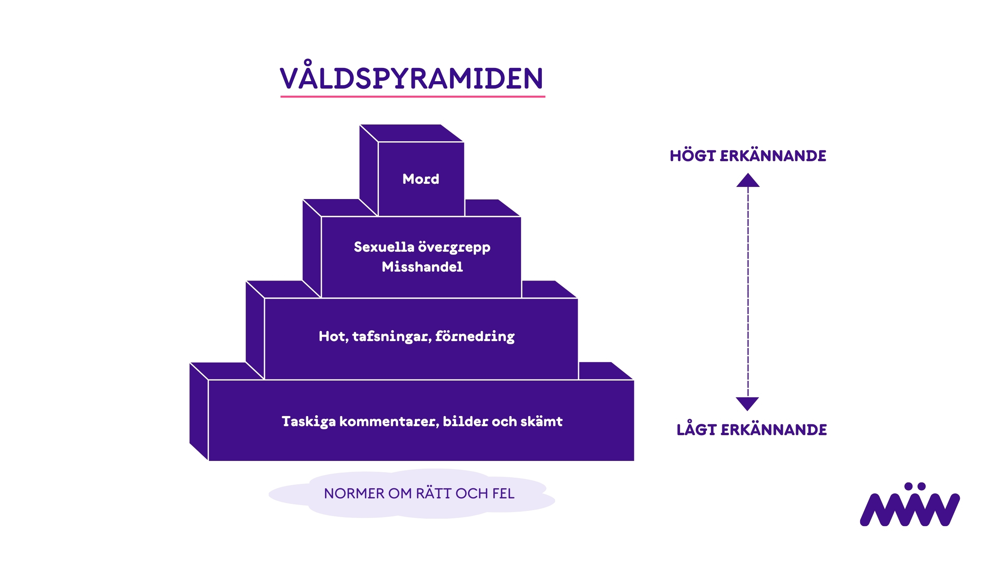 VÅLDSPYRAMIDEN
HÖGT ERKÄNNANDE
Mord
Sexuella övergrepp
Misshandel
Hot, tafsningar, förnedring
Taskiga kommentarer, bilder och skämt
LÅGT ERKÄNNANDE
NORMER OM RÄTT OCH FEL
MÄN